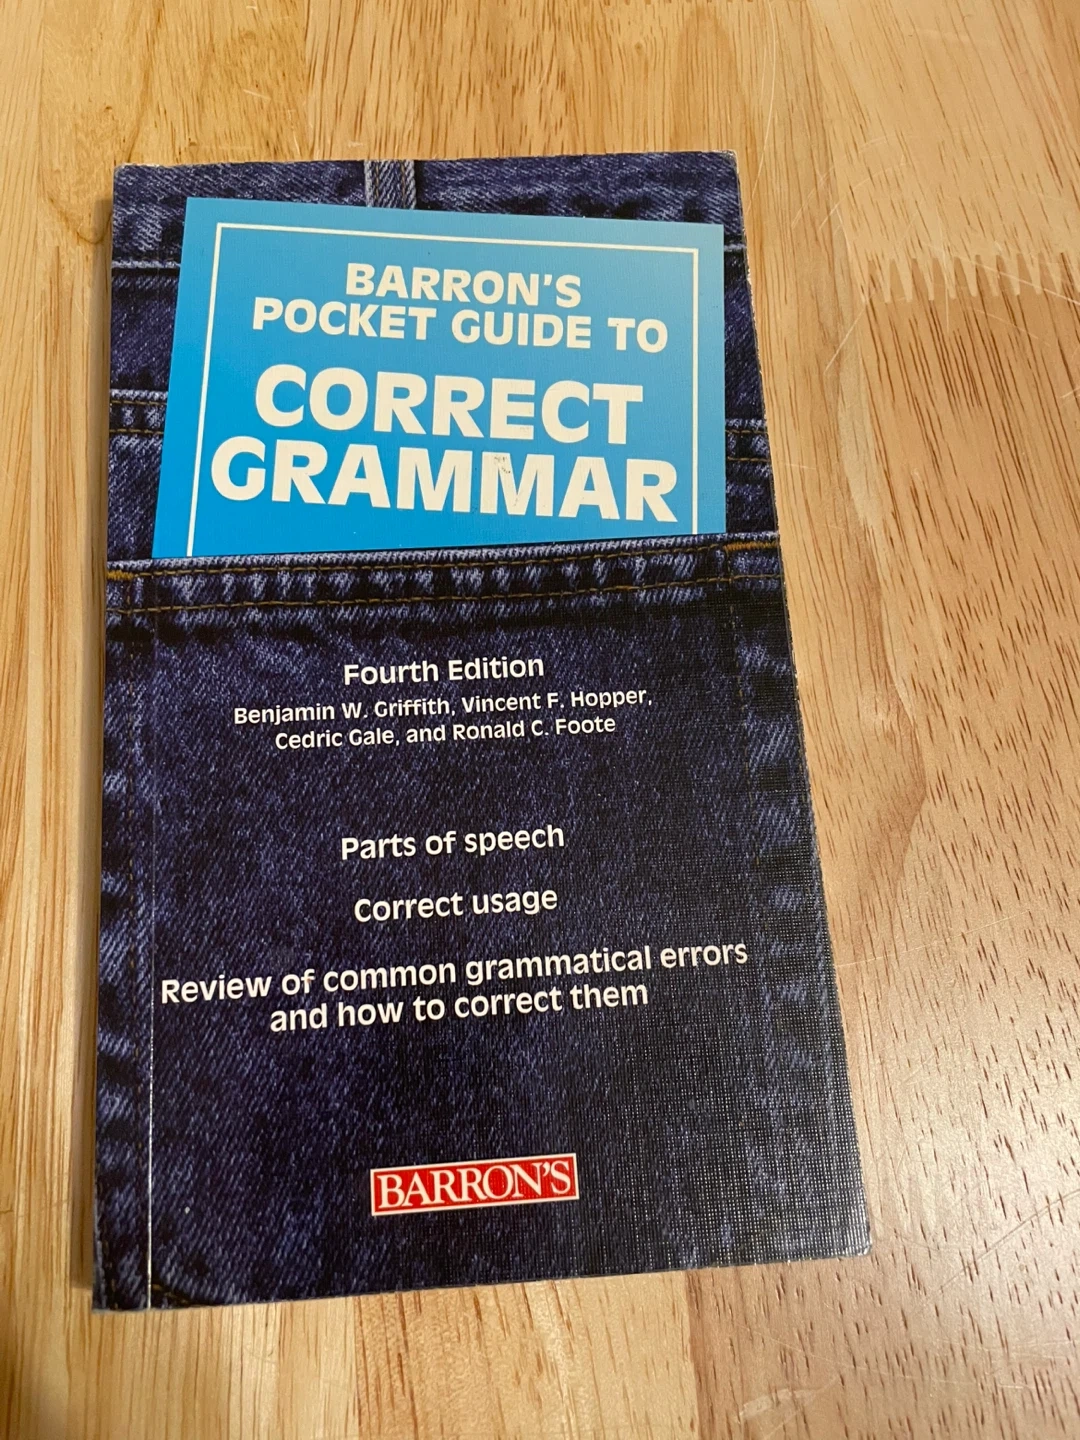 BARRON'S
POCKET GUIDE TO
CORRECT
GRAMMAR
Fourth Edition
Benjamin W. Griffith, Vincent F. Hopper,
Cedric Gale, and Ronald C. Foote
Parts of speech
Correct usage
Review of common grammatical errors
and how to correct them
BARRON'S